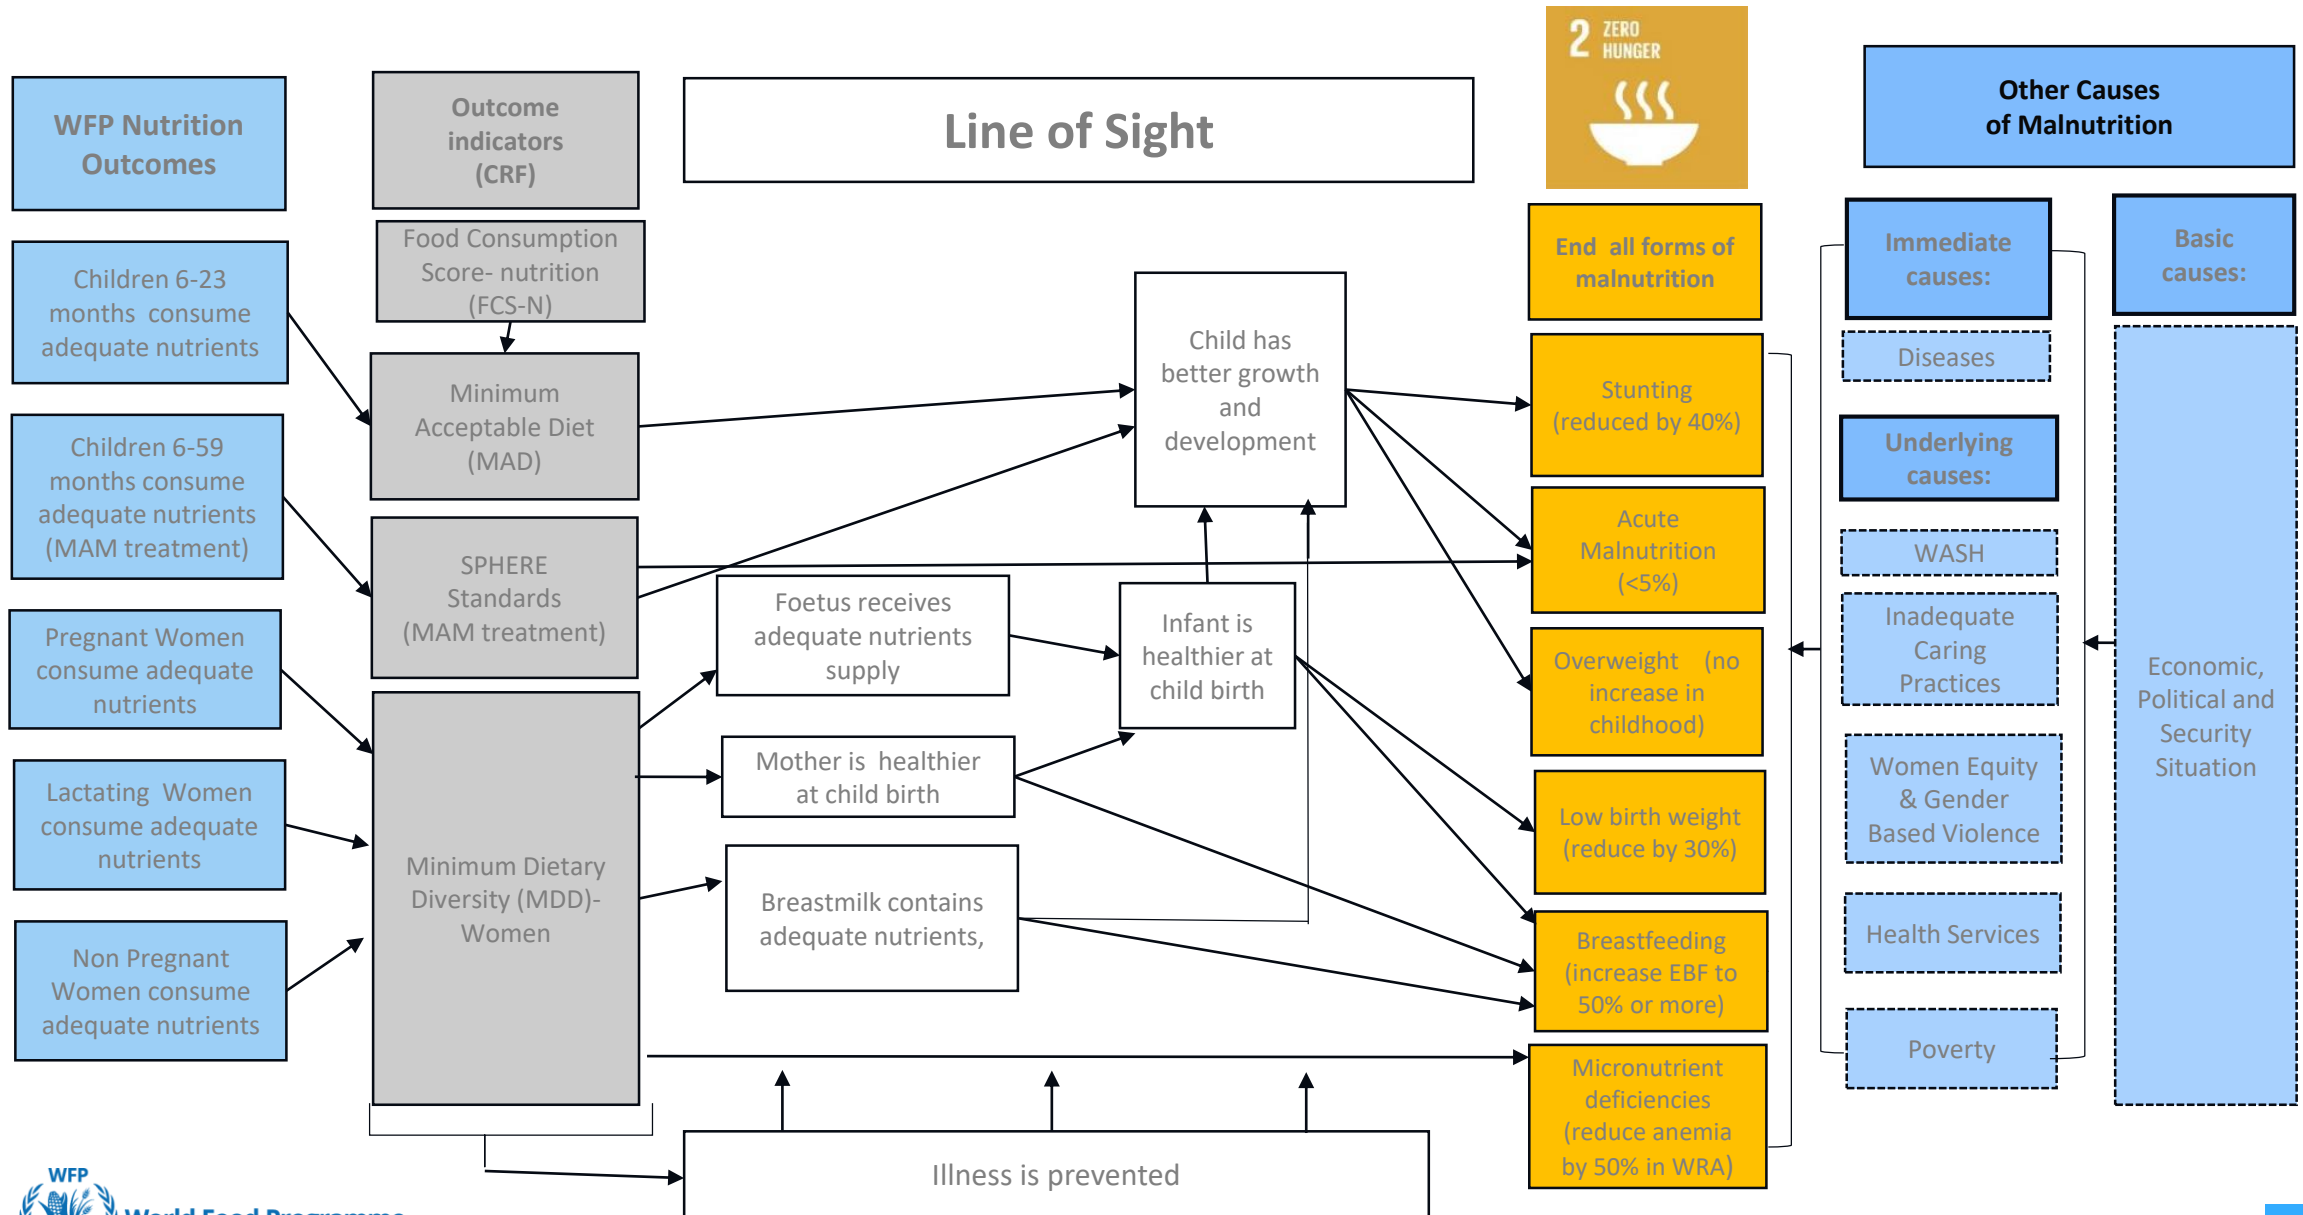 WFP Nutrition
Outcomes
Children 6-23
months consume
adequate nutrients
Children 6-59
months consume
adequate nutrients
(MAM treatment)
Pregnant Women
consume adequate
nutrients
Lactating Women
consume adequate
nutrients
Non Pregnant
Women consume
adequate nutrients
Outcome
indicators
(CRF)
Food Consumption
Score- nutrition
(FCS-N)
Minimum
Acceptable Diet
(MAD)
SPHERE
Standards
(MAM treatment)
Minimum Dietary
Diversity (MDD)-
Women
Line of Sight
Child has
better growth
and
development
Foetus receives
adequate nutrients
supply
Infant is
healthier at
child birth
Mother is healthier
at child birth
Breastmilk contains
adequate nutrients,
Illness is prevented
2 ZERO
HUNGER
End all forms of
malnutrition
Stunting
(reduced by 40%)
Acute
Malnutrition
(<5%)
Overweight (no
increase in
childhood)
Low birth weight
(reduce by 30%)
Breastfeeding
(increase EBF to
50% or more)
Micronutrient
deficiencies
(reduce anemia
by 50% in WRA)
Other Causes
of Malnutrition
Immediate
causes:
Diseases
Underlying
causes:
WASH
Inadequate
Caring
Practices
Women Equity
& Gender
Based Violence
Health Services
Poverty
Basic
causes:
Economic,
Political and
Security
Situation
WFP
World Food Programme